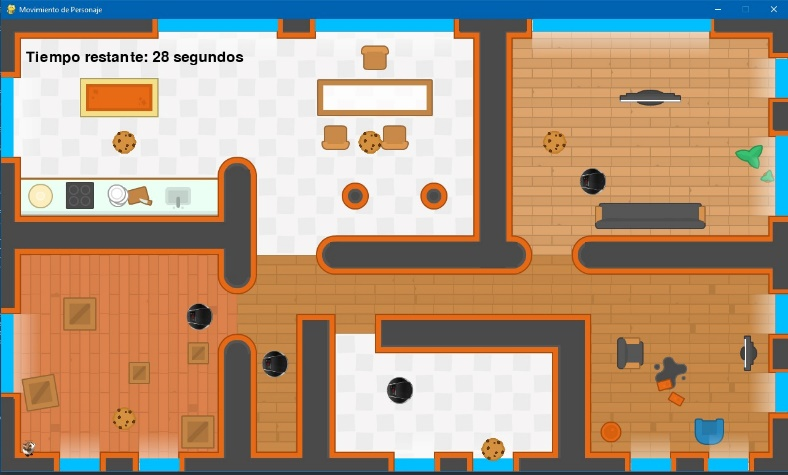 Movimiento de Personaje
Tiempo restante: 28 segundos